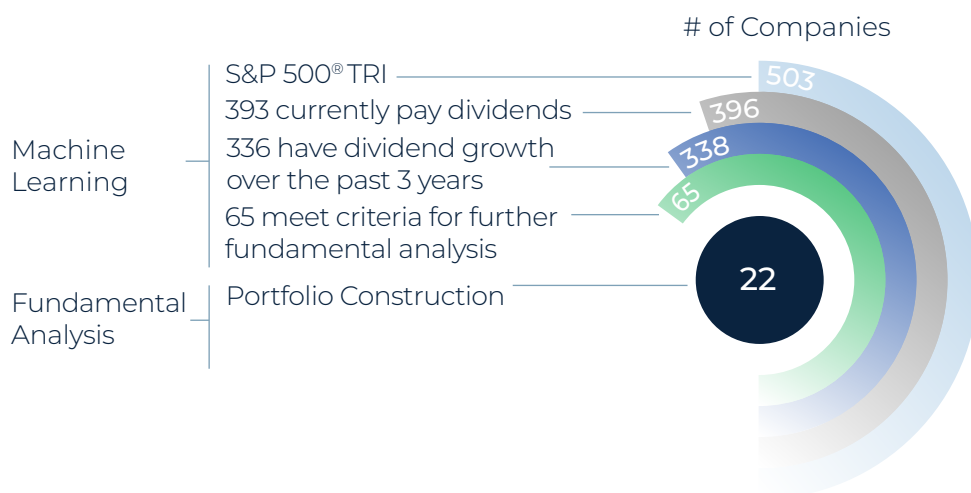 # of Companies
S&P 500® TRI
503
393 currently pay dividends
396
Machine
Learning
336 have dividend growth
over the past 3 years
338
65 meet criteria for further
fundamental analysis
65
Fundamental
Analysis
Portfolio Construction
22